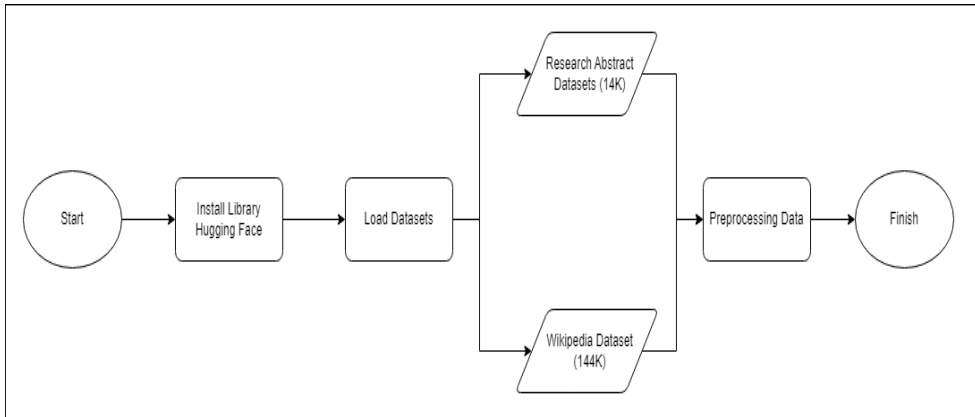 Start
Install Library
Hugging Face
Load Datasets
Research Abstract
Datasets (14K)
Wikipedia Dataset
(144K)
Preprocessing Data
Finish